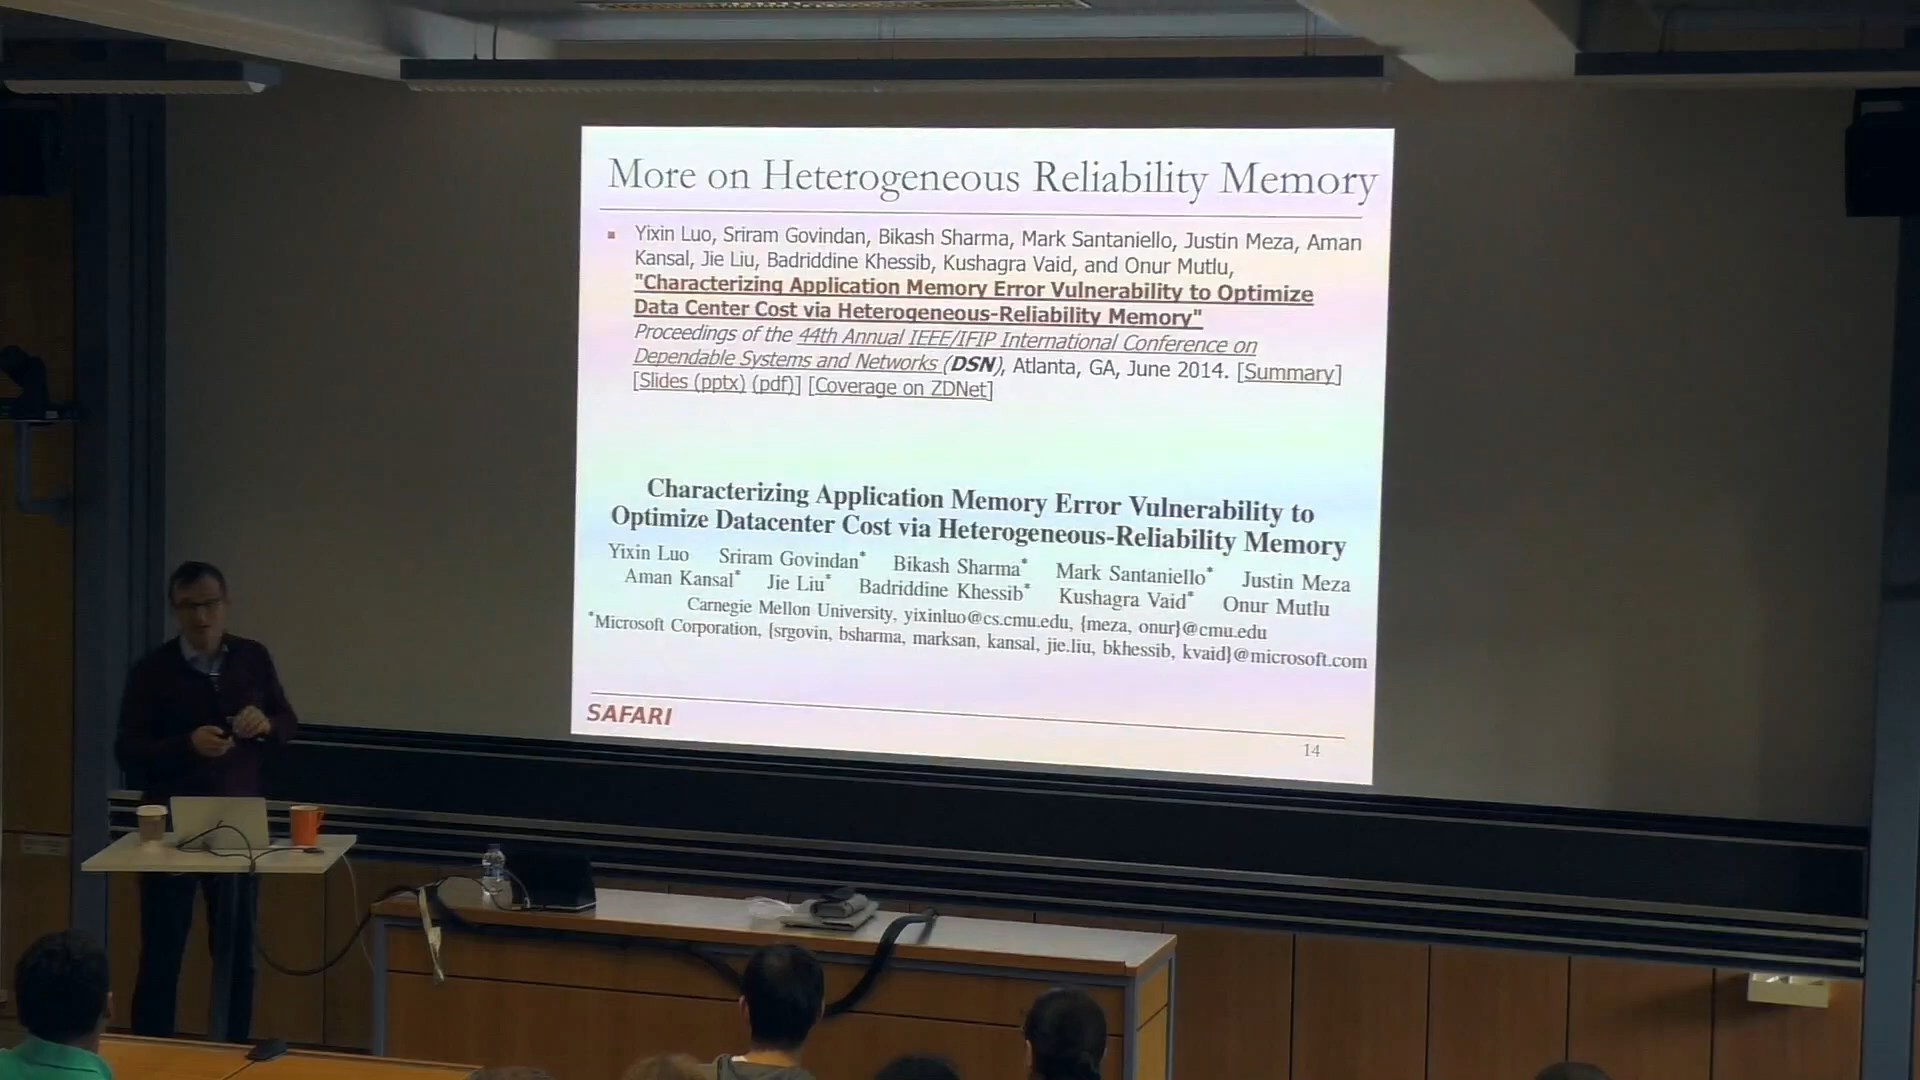 More on Heterogeneous Reliability Memory
Yixin Luo, Sriram Govindan, Bikash Sharma, Mark Santaniello, Justin Meza, Aman
Kansal, Jie Liu, Badriddine Khessib, Kushagra Vaid, and Onur Mutlu,
"Characterizing Application Memory Error Vulnerability to Optimize
Data Center Cost via Heterogeneous-Reliability Memory"
Proceedings of the 44th Annual IEEE/IFIP International Conference on
Dependable Systems and Networks (DSN), Atlanta, GA, June 2014. [Summary]
[Slides (pptx) (pdf)] [Coverage on ZDNet]
Characterizing Application Memory Error Vulnerability to
Optimize Datacenter Cost via Heterogeneous-Reliability Memory
Yixin Luo Sriram Govindan* Bikash Sharma* Mark Santaniello* Justin Meza
Aman Kansal* Jie Liu* Badriddine Khessib* Kushagra Vaid* Onur Mutlu
Carnegie Mellon University, yixinluo@cs.cmu.edu, {meza, onur}@cmu.edu
*Microsoft Corporation, {srgovin, bsharma, marksan, kansal, jie.liu, bkhessib, kvaid}@microsoft.com
SAFARI
14